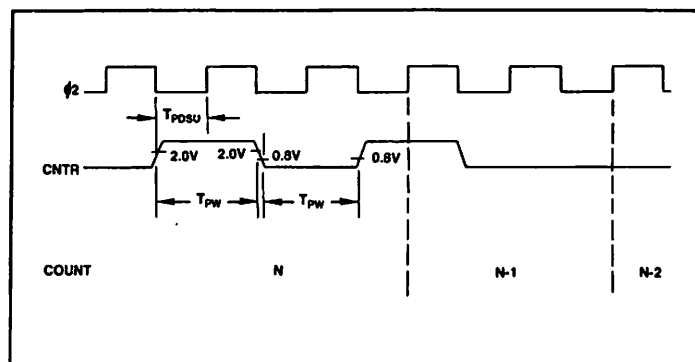 ϕ2
TPDSU
2.0V 2.0V 0.8V 0.8V
CNTR
TPW TPW
COUNT N N-1 N-2